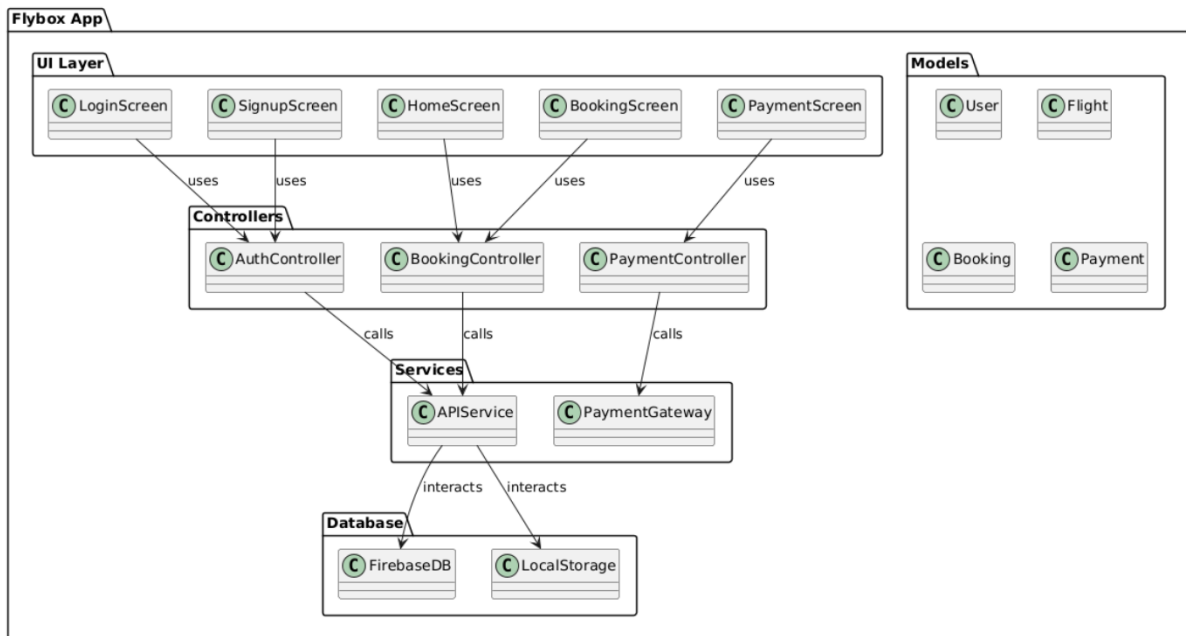 Flybox App
UI Layer
C LoginScreen
C SignupScreen
C HomeScreen
C BookingScreen
C PaymentScreen
Models
C User
C Flight
C Booking
C Payment
uses
uses
uses
uses
uses
Controllers
C AuthController
C BookingController
C PaymentController
calls
calls
calls
Services
C APIService
C PaymentGateway
interacts
interacts
Database
C FirebaseDB
C LocalStorage